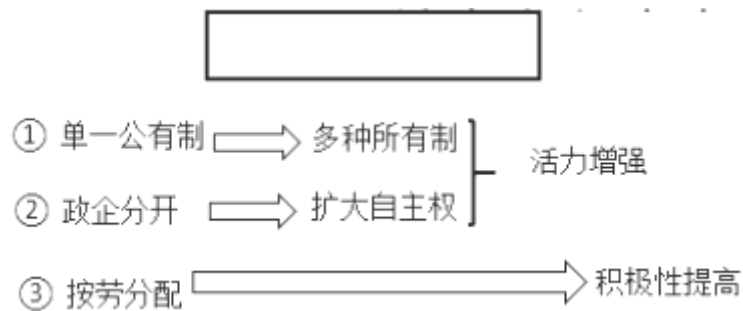 ① 单一公有制 多种所有制
活力增强
② 政企分开 扩大自主权
③ 按劳分配 积极性提高